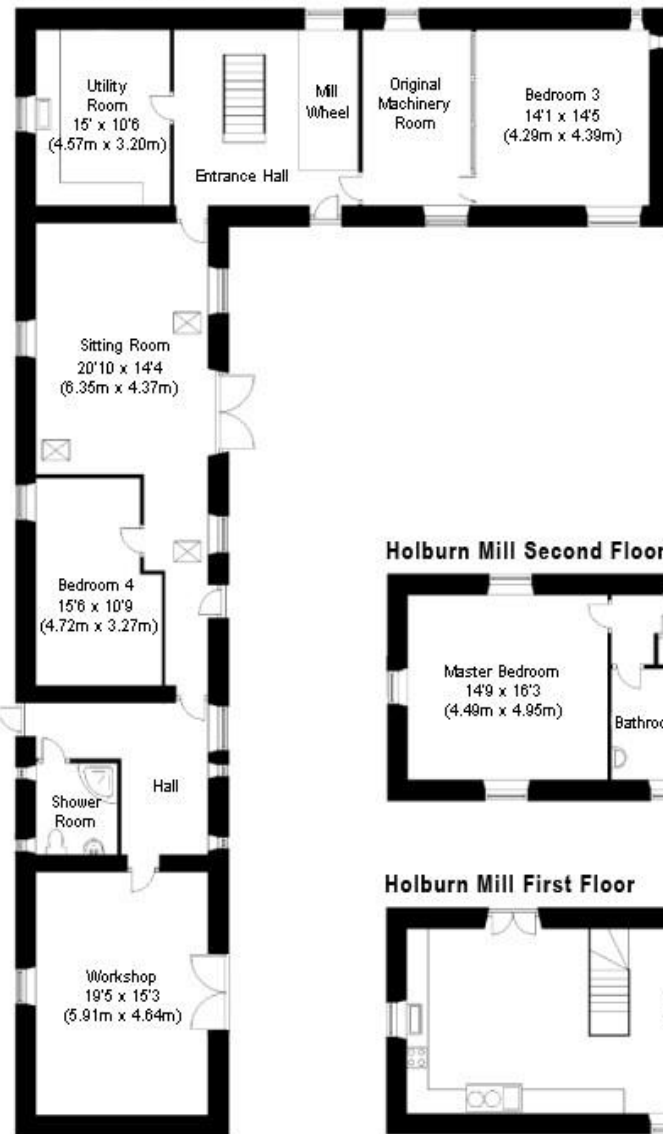 Utility
Room
15' x 10'6
(4.57m x 3.20m)
Mill
Wheel
Original
Machinery
Room
Bedroom 3
14'1 x 14'5
(4.29m x 4.39m)
Entrance Hall
Sitting Room
20'10 x 14'4
(6.35m x 4.37m)
Bedroom 4
15'6 x 10'9
(4.72m x 3.27m)
Hall
Shower
Room
Workshop
19'5 x 15'3
(5.91m x 4.64m)
Holburn Mill Second Floor
Master Bedroom
14'9 x 16'3
(4.49m x 4.95m)
Bathroo
Holburn Mill First Floor